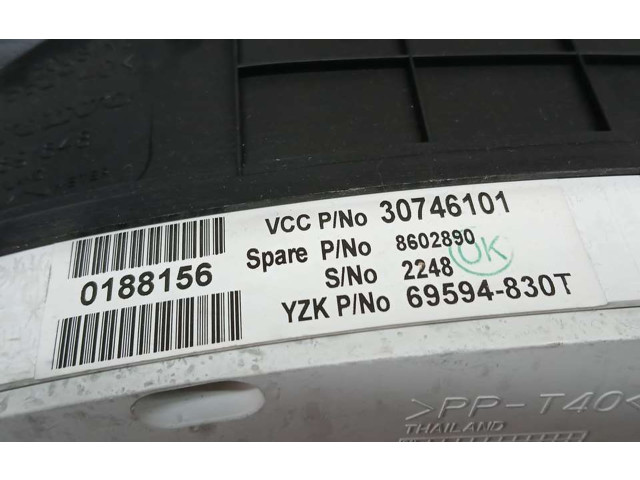 VCC P/No 30746101
Spare P/No 8602890
S/No 2248
YZK P/No 69594-830T
0188156
OK
>PP-T40<
THAILAND